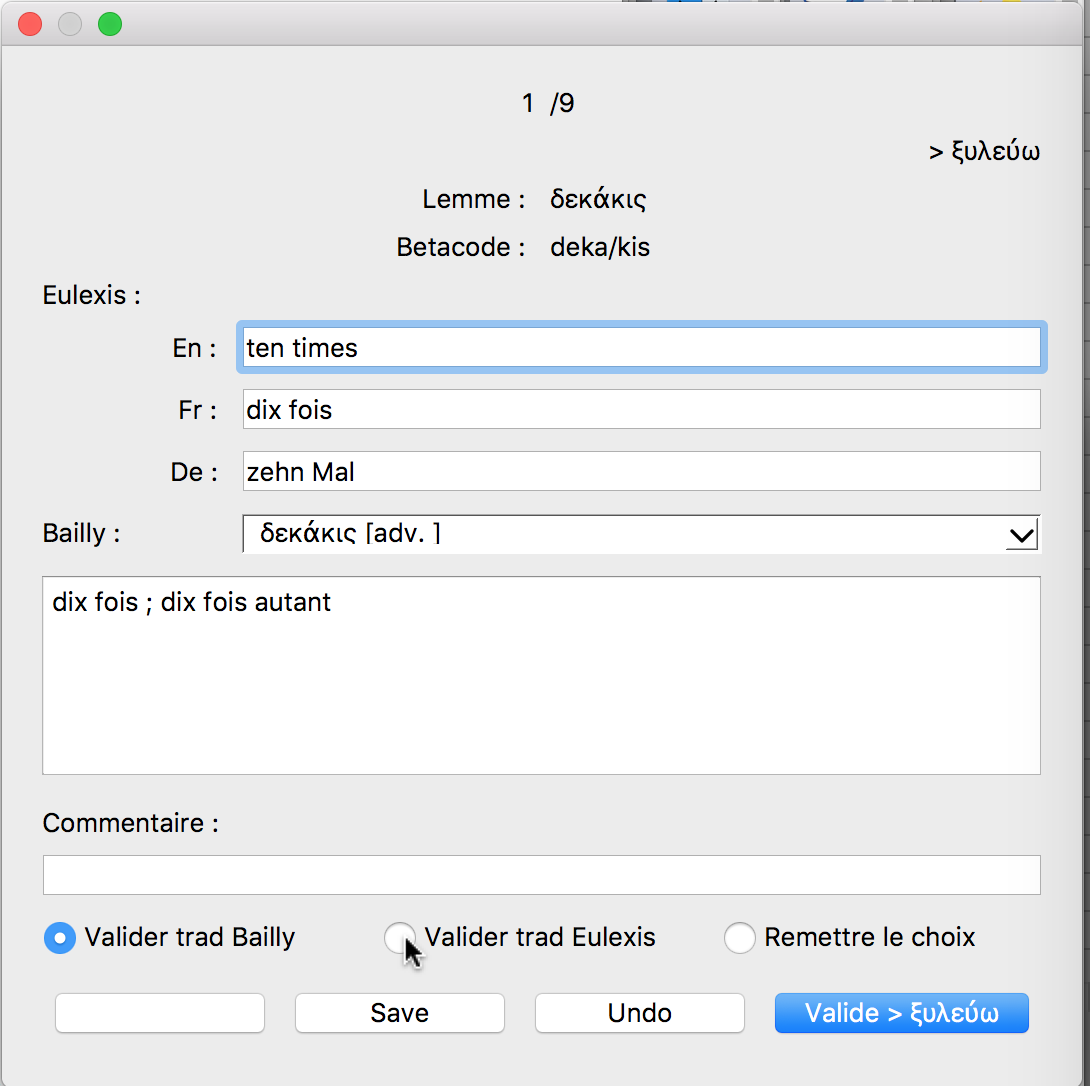 1 /9
> ξυλεύω
Lemme : δεκάκις
Betacode : deka/kis
Eulexis :
En : ten times
Fr : dix fois
De : zehn Mal
Bailly : δεκάκις [adv. ]
dix fois ; dix fois autant
Commentaire :
Valider trad Bailly Valider trad Eulexis Remettre le choix
Save Undo Valide > ξυλεύω